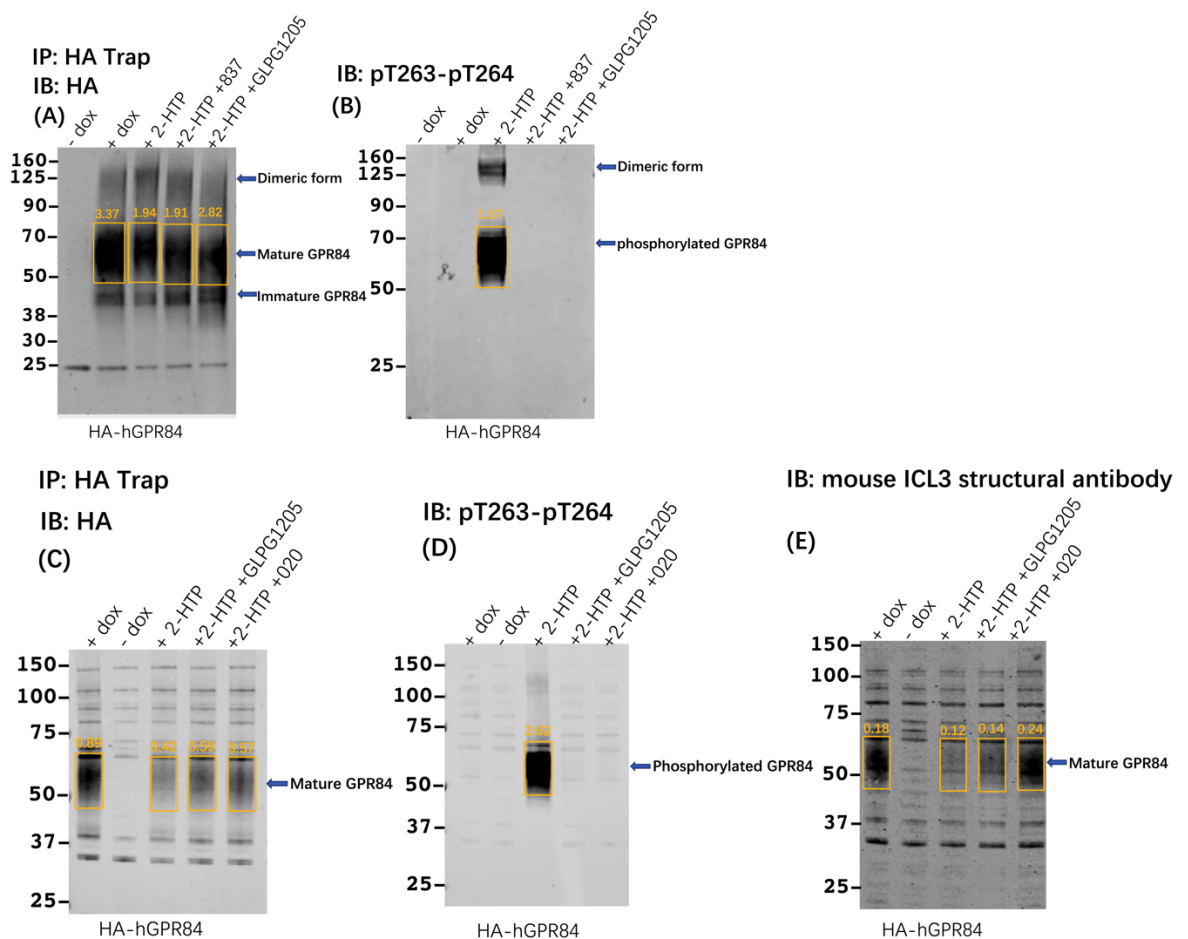 IP: HA Trap
IB: HA
(A)
- dox
+ dox
+ 2-HTP
+2-HTP +837
+2-HTP +GLPG1205
160
125
90
70
50
38
30
25
3.37
1.94
1.91
2.82
Dimeric form
Mature GPR84
Immature GPR84
HA-hGPR84
IB: pT263-pT264
(B)
- dox
+ dox
+ 2-HTP
+2-HTP +837
+2-HTP +GLPG1205
160
125
90
70
50
25
Dimeric form
phosphorylated GPR84
HA-hGPR84
IP: HA Trap
IB: HA
(C)
+ dox
- dox
+ 2-HTP
+2-HTP +GLPG1205
+2-HTP +020
150
100
75
50
37
25
0.89
0.42
Mature GPR84
HA-hGPR84
IB: pT263-pT264
(D)
+ dox
- dox
+ 2-HTP
+2-HTP +GLPG1205
+2-HTP +020
150
100
75
50
37
25
Phosphorylated GPR84
HA-hGPR84
IB: mouse ICL3 structural antibody
(E)
+ dox
- dox
+ 2-HTP
+2-HTP +GLPG1205
+2-HTP +020
150
100
75
50
37
25
0.18
0.12
0.14
0.24
Mature GPR84
HA-hGPR84